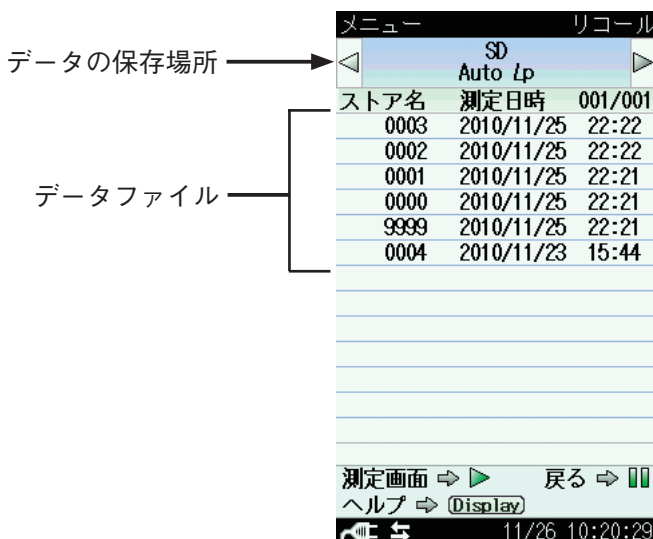 メニュー リコール
データの保存場所
SD
Auto Lp
ストア名 測定日時 001/001
0003 2010/11/25 22:22
0002 2010/11/25 22:22
0001 2010/11/25 22:21
データファイル
0000 2010/11/25 22:21
9999 2010/11/25 22:21
0004 2010/11/23 15:44
測定画面 ⇨ ▷ 戻る ⇨ ▯▯
ヘルプ ⇨ Display
11/26 10:20:29